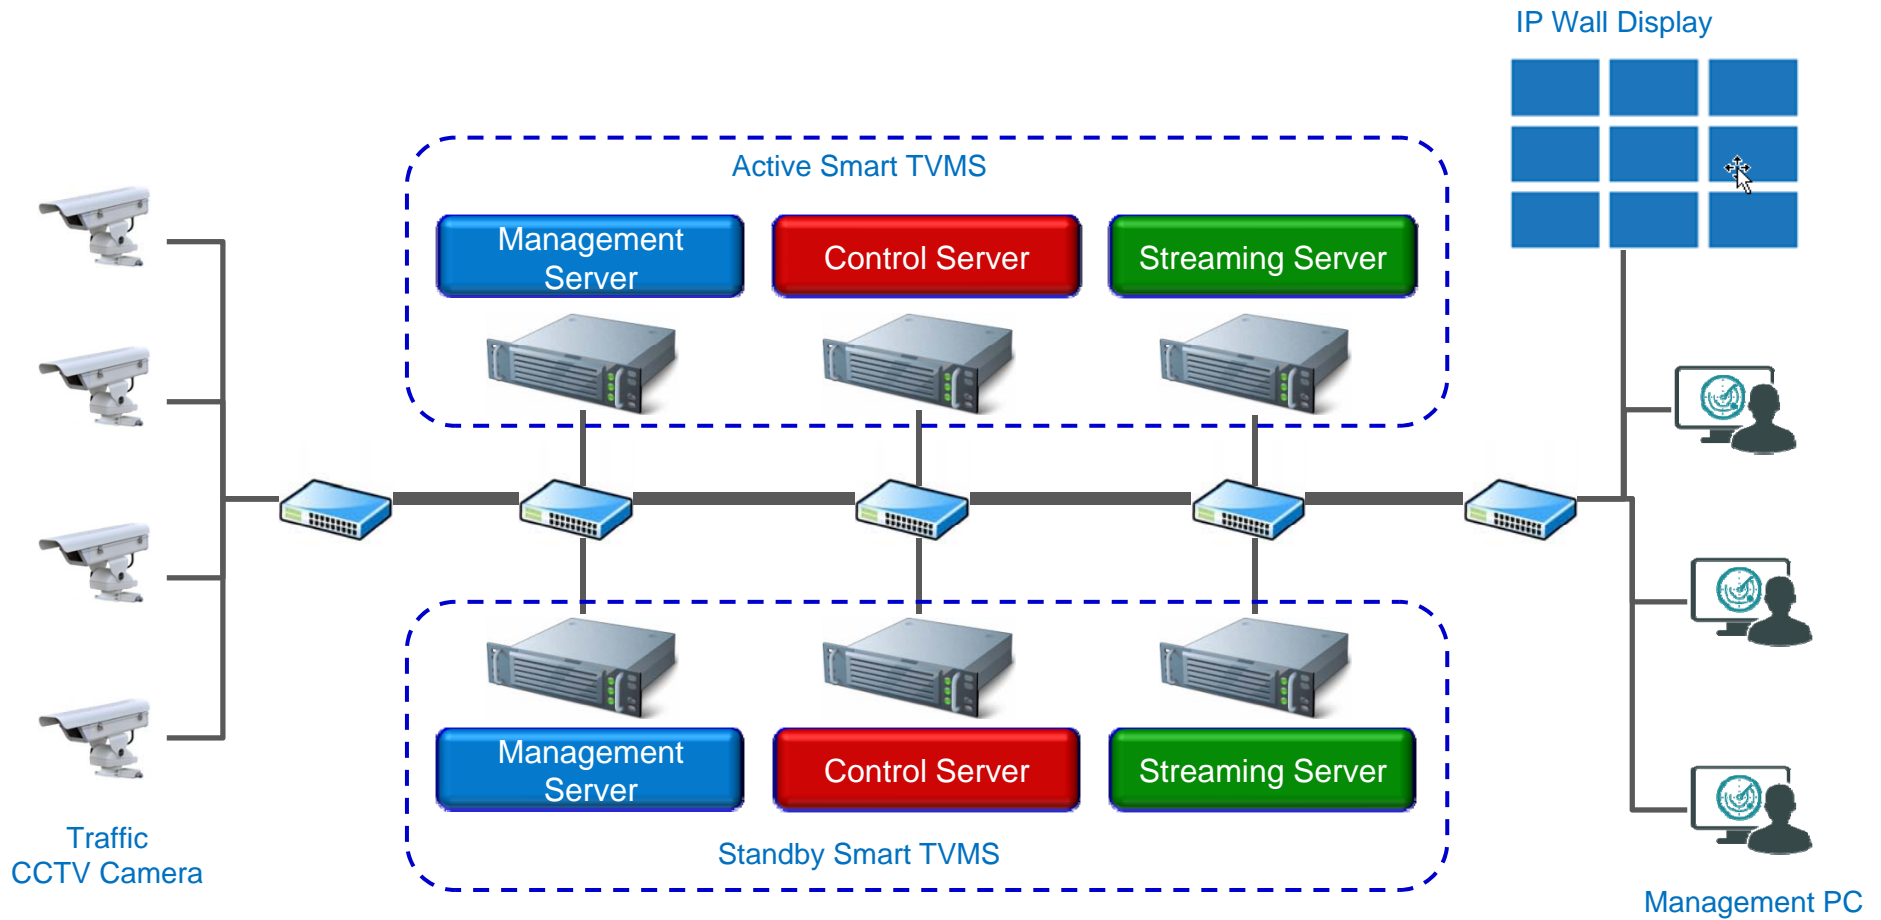 IP Wall Display
Active Smart TVMS
Management
Server
Control Server
Streaming Server
Management
Server
Control Server
Streaming Server
Standby Smart TVMS
Traffic
CCTV Camera
Management PC